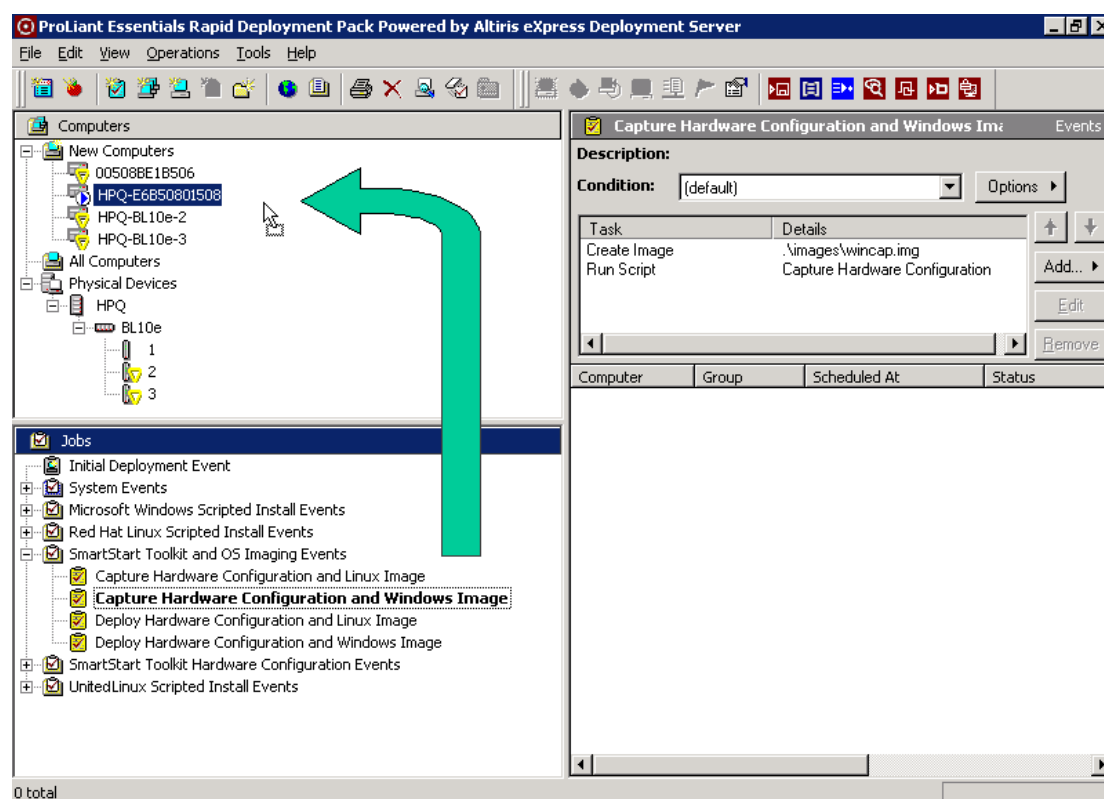 ProLiant Essentials Rapid Deployment Pack Powered by Altiris eXpress Deployment Server
File Edit View Operations Tools Help
Computers
New Computers
00508BE1B506
HPQ-E6B50801508
HPQ-BL10e-2
HPQ-BL10e-3
All Computers
Physical Devices
HPQ
BL10e
1
2
3
Jobs
Initial Deployment Event
System Events
Microsoft Windows Scripted Install Events
Red Hat Linux Scripted Install Events
SmartStart Toolkit and OS Imaging Events
Capture Hardware Configuration and Linux Image
Capture Hardware Configuration and Windows Image
Deploy Hardware Configuration and Linux Image
Deploy Hardware Configuration and Windows Image
SmartStart Toolkit Hardware Configuration Events
UnitedLinux Scripted Install Events
Capture Hardware Configuration and Windows Ima Events
Description:
Condition: (default) Options
Task Details
Create Image .\images\wincap.img
Run Script Capture Hardware Configuration
Add...
Edit
Remove
Computer Group Scheduled At Status
0 total